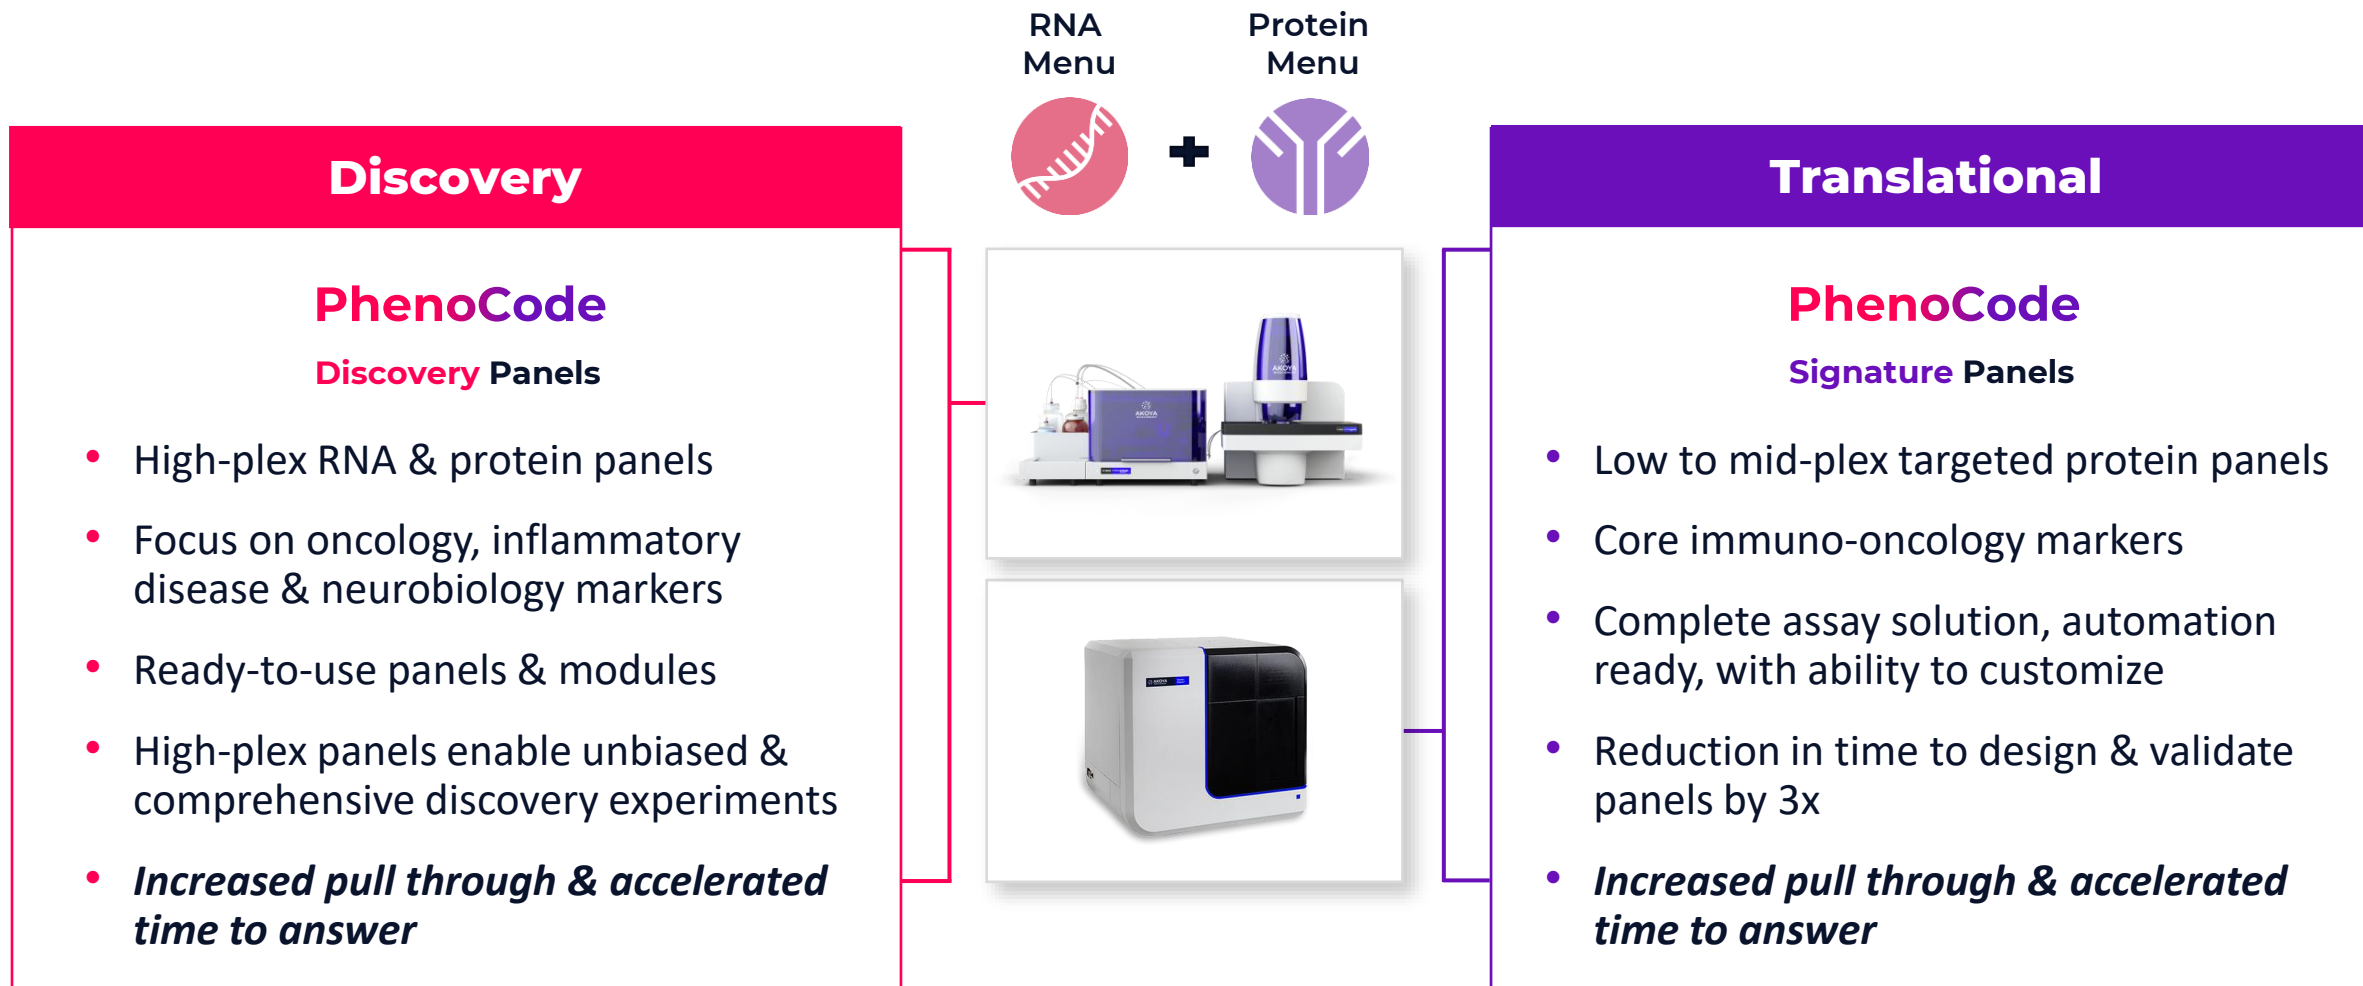 RNA
Menu
Protein
Menu
Discovery
PhenoCode
Discovery Panels
• High-plex RNA & protein panels
• Focus on oncology, inflammatory
disease & neurobiology markers
• Ready-to-use panels & modules
• High-plex panels enable unbiased &
comprehensive discovery experiments
• Increased pull through & accelerated
time to answer
AKOYA
AKOYA
AKOYA
Translational
PhenoCode
Signature Panels
• Low to mid-plex targeted protein panels
• Core immuno-oncology markers
• Complete assay solution, automation
ready, with ability to customize
• Reduction in time to design & validate
panels by 3x
• Increased pull through & accelerated
time to answer